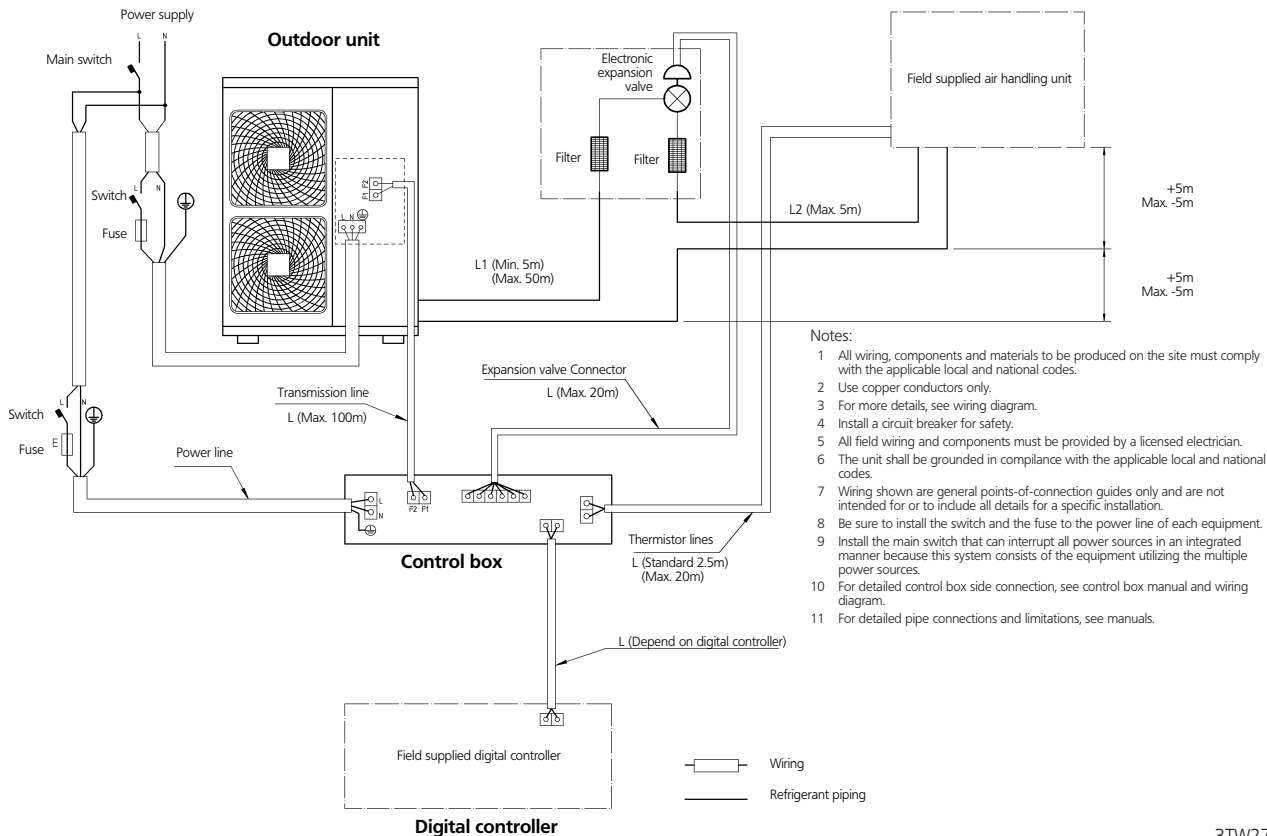 Power supply
L N
Main switch
Outdoor unit
Electronic
expansion
valve
Field supplied air handling unit
Filter
Filter
L N
Switch
Fuse
F1 F2
L N
L2 (Max. 5m)
+5m
Max. -5m
L1 (Min. 5m)
(Max. 50m)
+5m
Max. -5m
Notes:
1 All wiring, components and materials to be produced on the site must comply
with the applicable local and national codes.
2 Use copper conductors only.
3 For more details, see wiring diagram.
4 Install a circuit breaker for safety.
5 All field wiring and components must be provided by a licensed electrician.
6 The unit shall be grounded in compilance with the applicable local and national
codes.
7 Wiring shown are general points-of-connection guides only and are not
intended for or to include all details for a specific installation.
8 Be sure to install the switch and the fuse to the power line of each equipment.
9 Install the main switch that can interrupt all power sources in an integrated
manner because this system consists of the equipment utilizing the multiple
power sources.
10 For detailed control box side connection, see control box manual and wiring
diagram.
11 For detailed pipe connections and limitations, see manuals.
Expansion valve Connector
L (Max. 20m)
Transmission line
L (Max. 100m)
L N
Switch
Fuse E
Power line
L
N
F2 F1
Control box
Thermistor lines
L (Standard 2.5m)
(Max. 20m)
L (Depend on digital controller)
Field supplied digital controller
Wiring
Refrigerant piping
Digital controller
3TW27